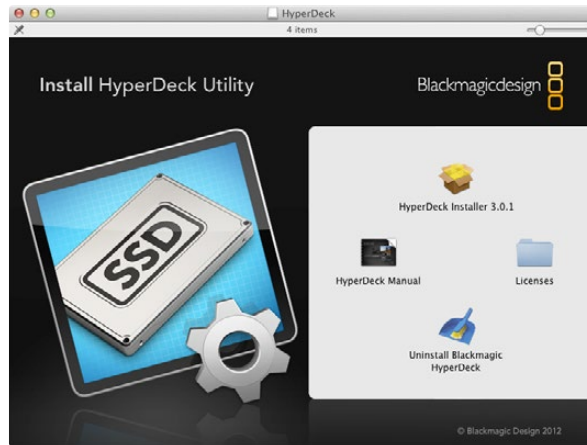 HyperDeck
4 items
Install HyperDeck Utility
Blackmagicdesign
SSD
HyperDeck Installer 3.0.1
HyperDeck Manual
Licenses
Uninstall Blackmagic
HyperDeck
© Blackmagic Design 2012